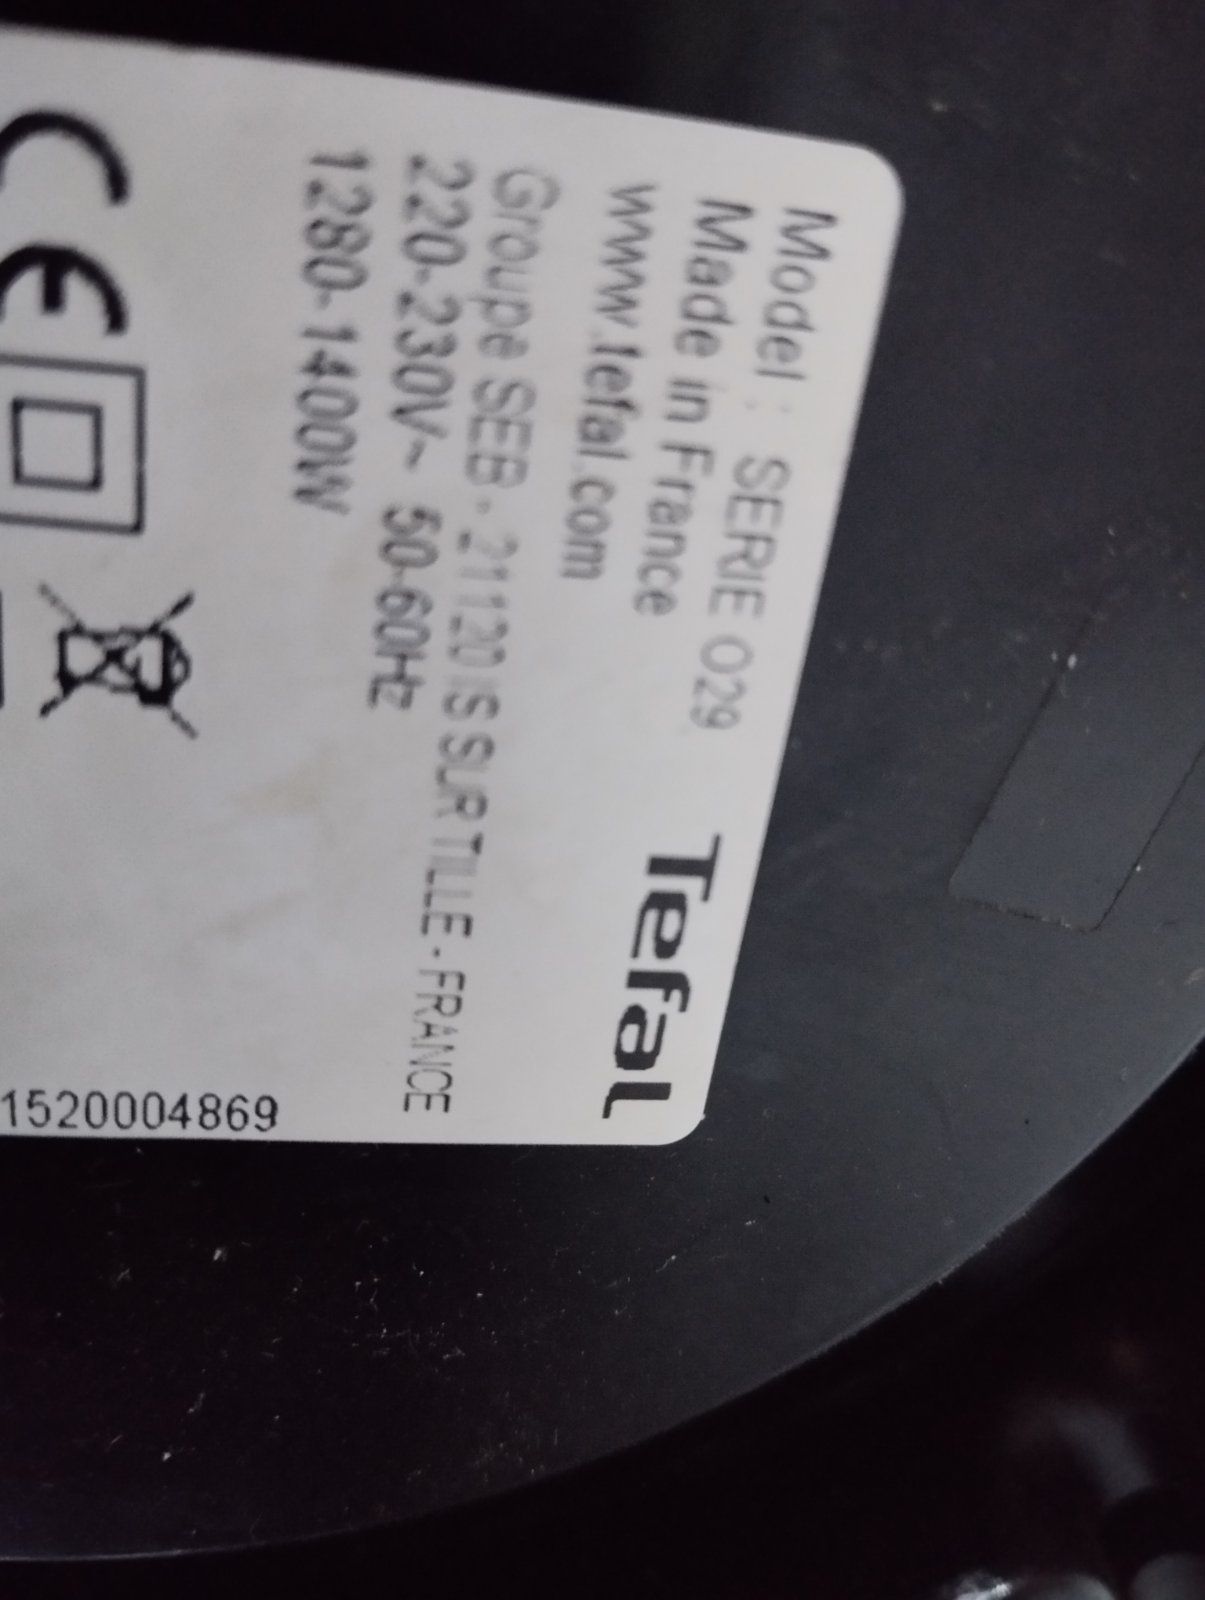 Model : SERIE O29
Made in France
www.tefal.com
Tefal
Groupe SEB - 21120 IS SUR TILLE - FRANCE
220-230V~ 50-60Hz
1280-1400W
CE
1520004869